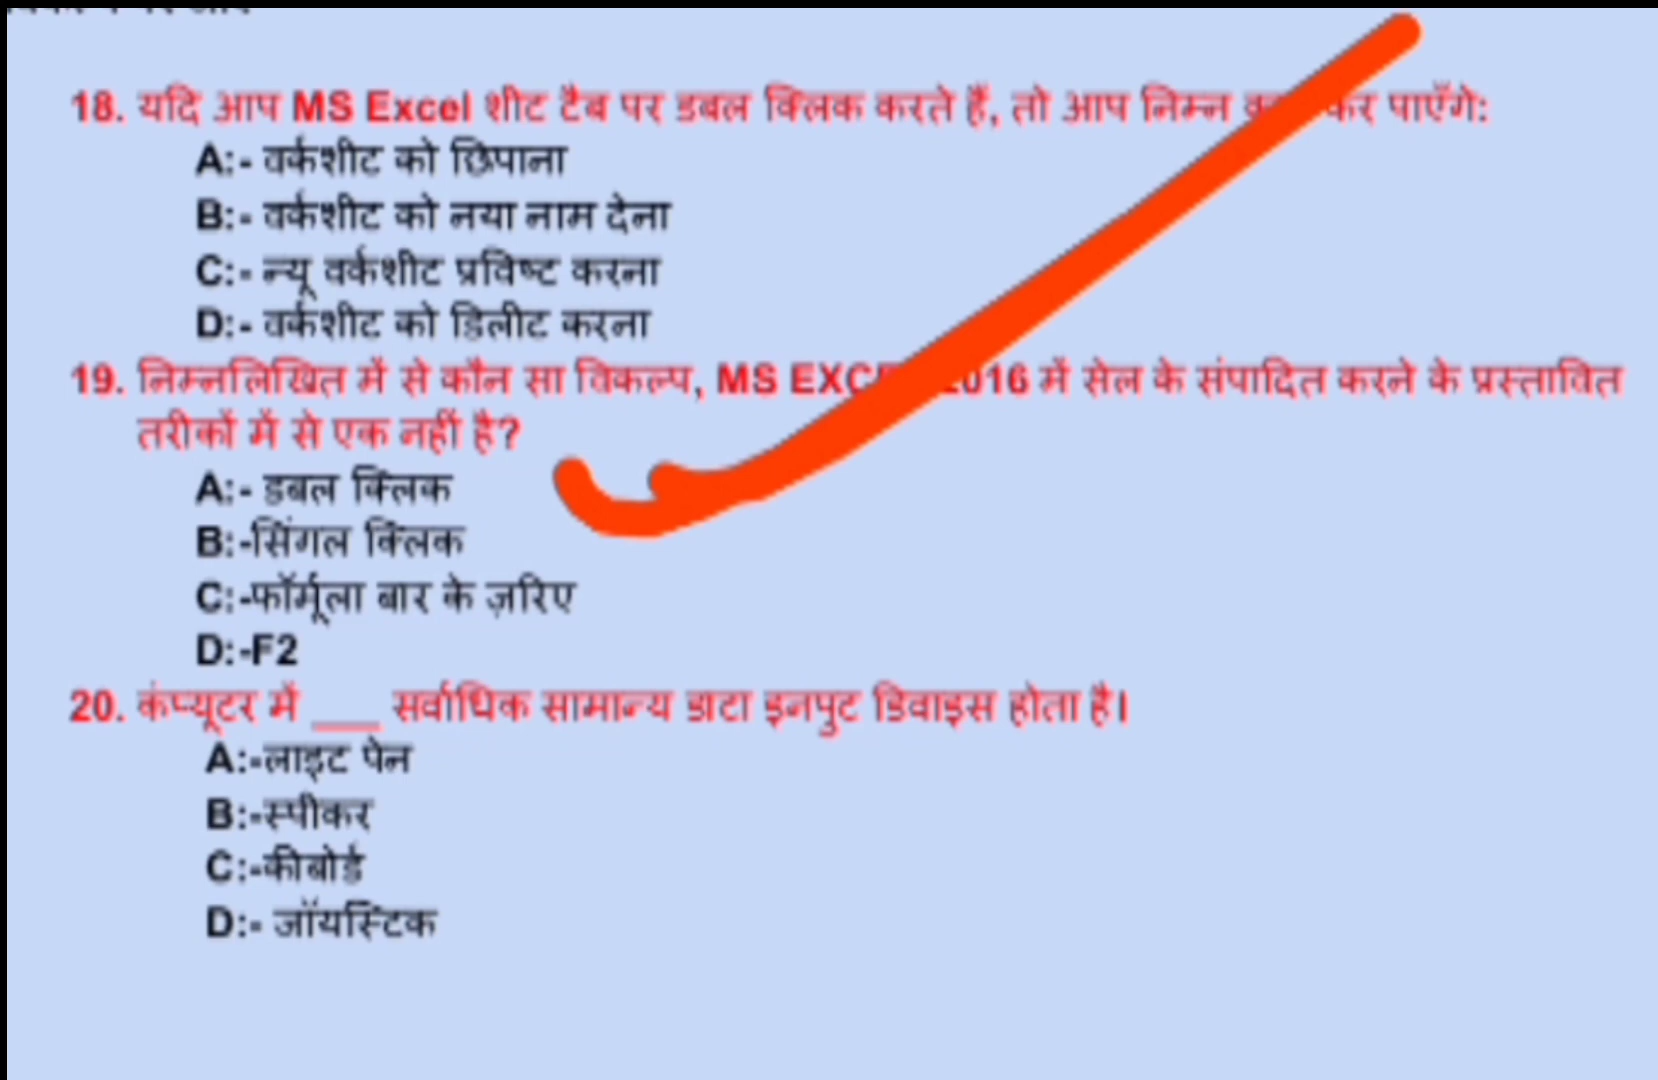 18. यदि आप MS Excel शीट टैब पर डबल क्लिक करते हैं, तो आप निम्न कर पाएँगे:
A:- वर्कशीट को छिपाना
B:- वर्कशीट को नया नाम देना
C:- न्यू वर्कशीट प्रविष्ट करना
D:- वर्कशीट को डिलीट करना
19. निम्नलिखित में से कौन सा विकल्प, MS 2016 में सेल के संपादित करने के प्रस्तावित
तरीकों में से एक नहीं है?
A:- डबल क्लिक
B:-सिंगल क्लिक
C:-फॉर्मूला बार के ज़रिए
D:-F2
20. कंप्यूटर में ___ सर्वाधिक सामान्य डाटा इनपुट डिवाइस होता है।
A:-लाइट पेन
B:-स्पीकर
C:-कीबोर्ड
D:- जॉयस्टिक